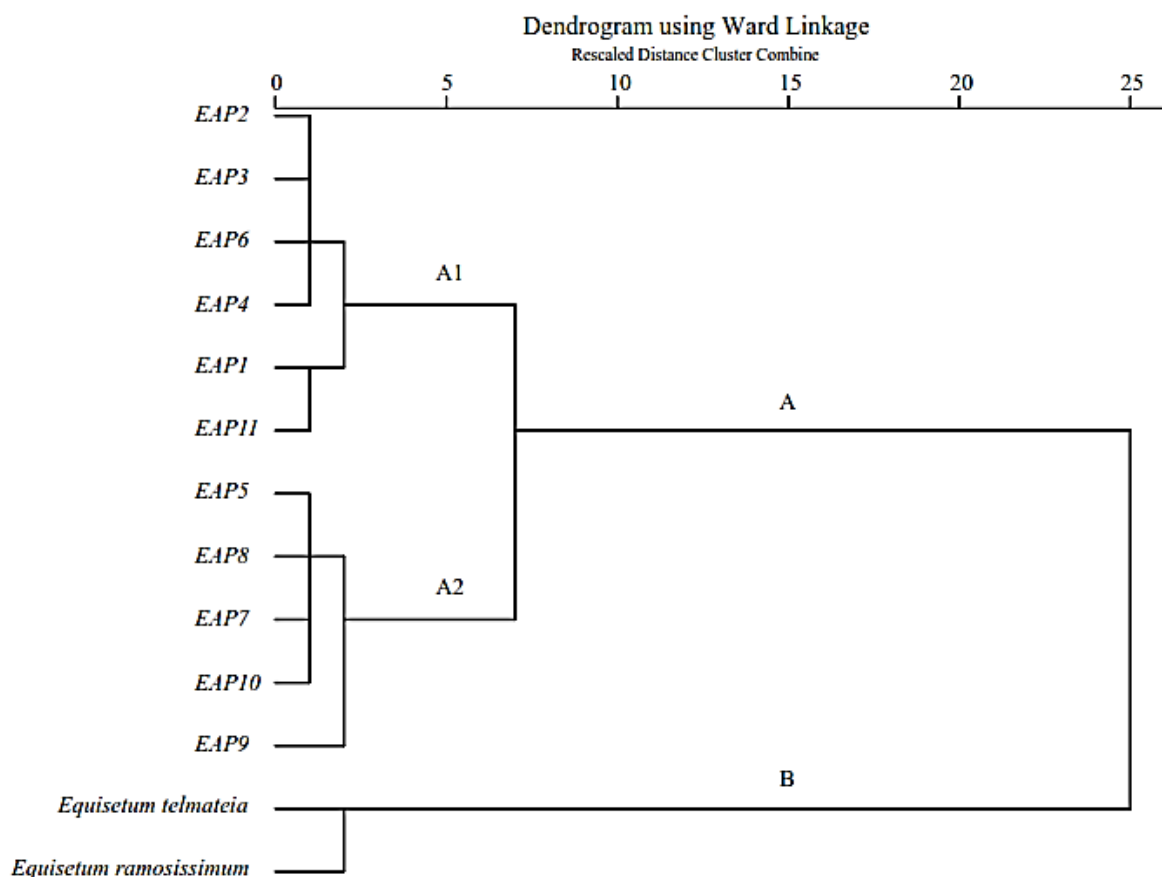 Dendrogram using Ward Linkage
Rescaled Distance Cluster Combine
0 5 10 15 20 25
EAP2
EAP3
EAP6
A1
EAP4
EAP1
A
EAP11
EAP5
EAP8
A2
EAP7
EAP10
EAP9
B
Equisetum telmateia
Equisetum ramosissimum